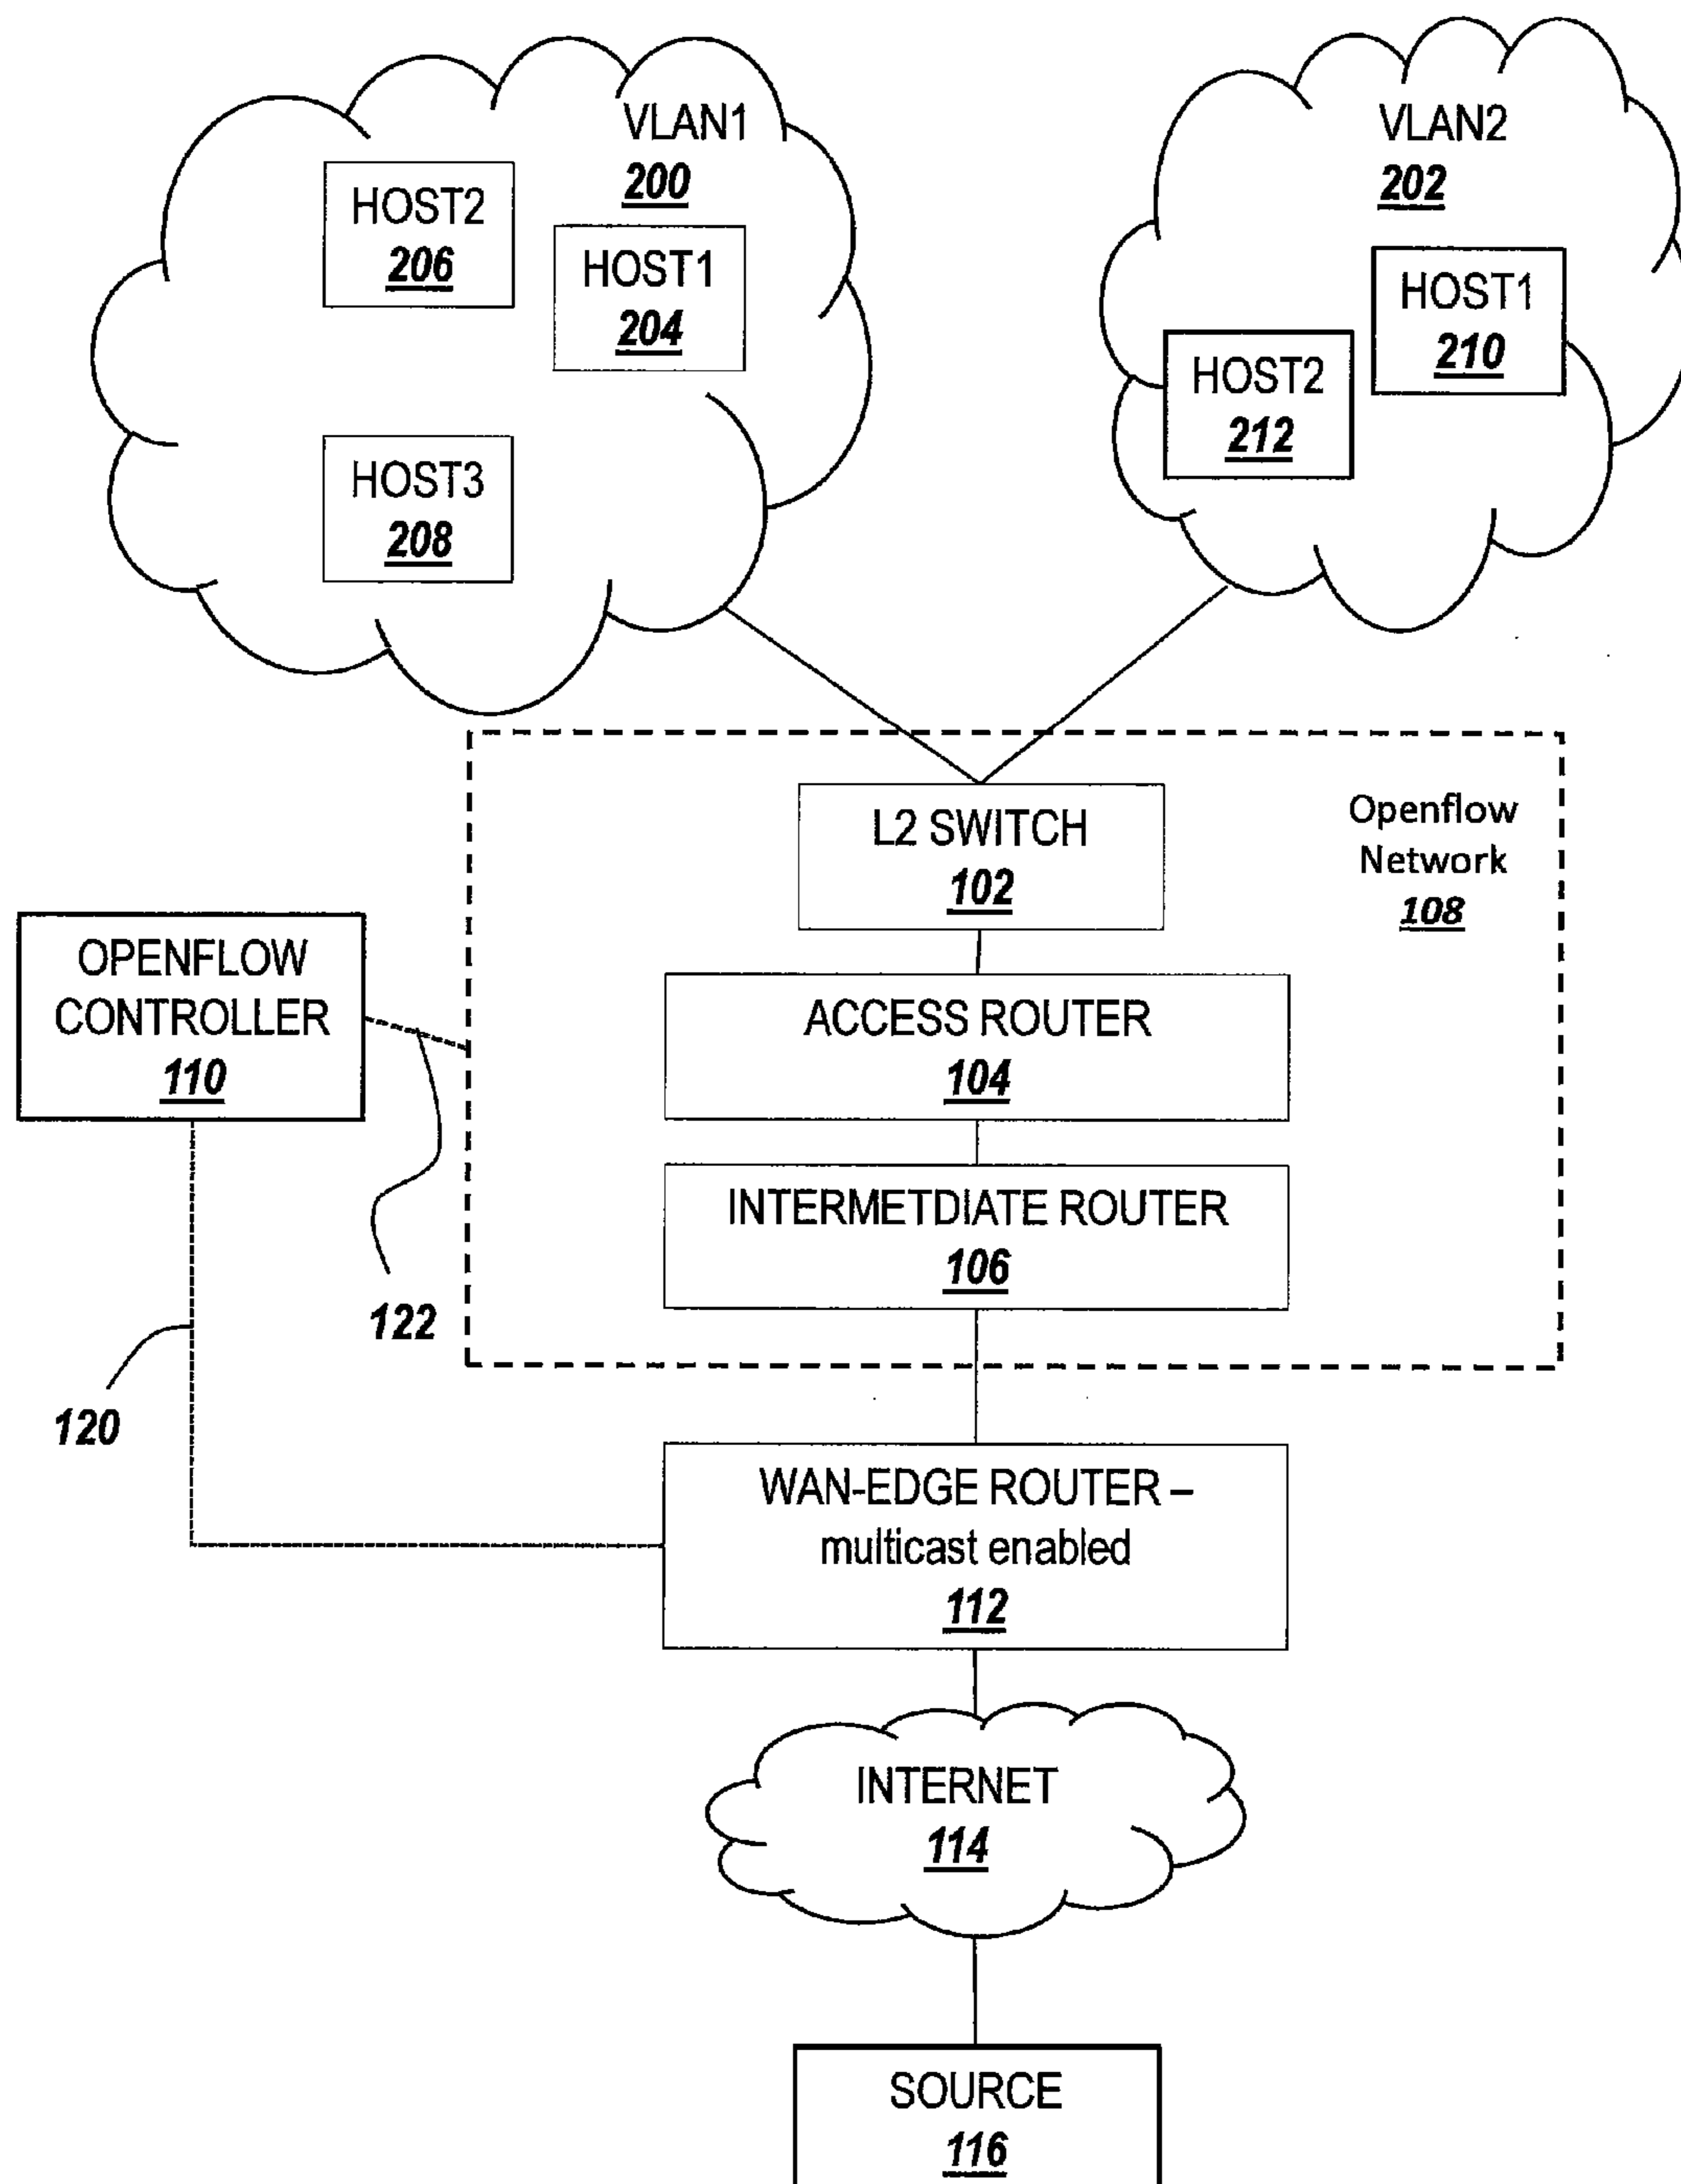 VLAN1
200
HOST2
206
HOST1
204
HOST3
208
VLAN2
202
HOST1
210
HOST2
212
L2 SWITCH
102
Openflow
Network
108
OPENFLOW
CONTROLLER
110
ACCESS ROUTER
104
INTERMETDIATE ROUTER
106
122
120
WAN-EDGE ROUTER –
multicast enabled
112
INTERNET
114
SOURCE
116